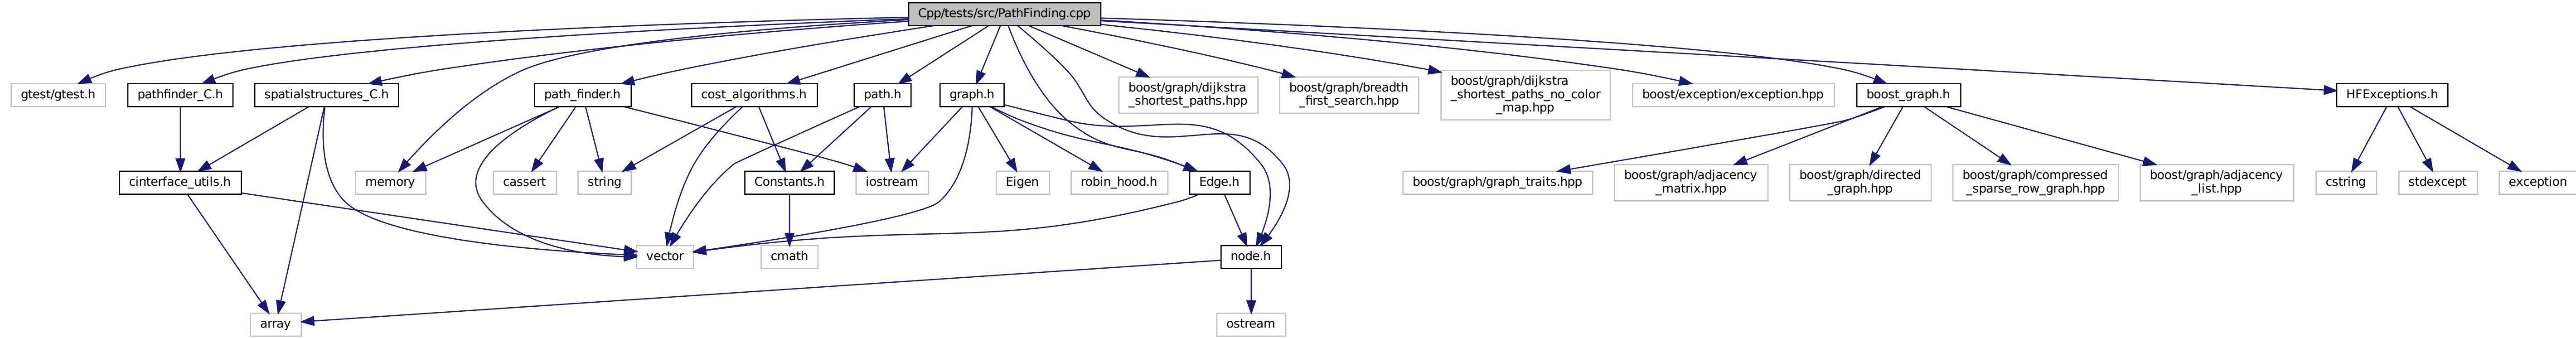 Cpp/tests/src/PathFinding.cpp
gtest/gtest.h
pathfinder_C.h
spatialstructures_C.h
path_finder.h
cost_algorithms.h
path.h
graph.h
boost/graph/dijkstra
_shortest_paths.hpp
boost/graph/breadth
_first_search.hpp
boost/graph/dijkstra
_shortest_paths_no_color
_map.hpp
boost/exception/exception.hpp
boost_graph.h
HFExceptions.h
cinterface_utils.h
memory
cassert
string
Constants.h
iostream
Eigen
robin_hood.h
Edge.h
boost/graph/graph_traits.hpp
boost/graph/adjacency
_matrix.hpp
boost/graph/directed
_graph.hpp
boost/graph/compressed
_sparse_row_graph.hpp
boost/graph/adjacency
_list.hpp
cstring
stdexcept
exception
vector
cmath
node.h
array
ostream